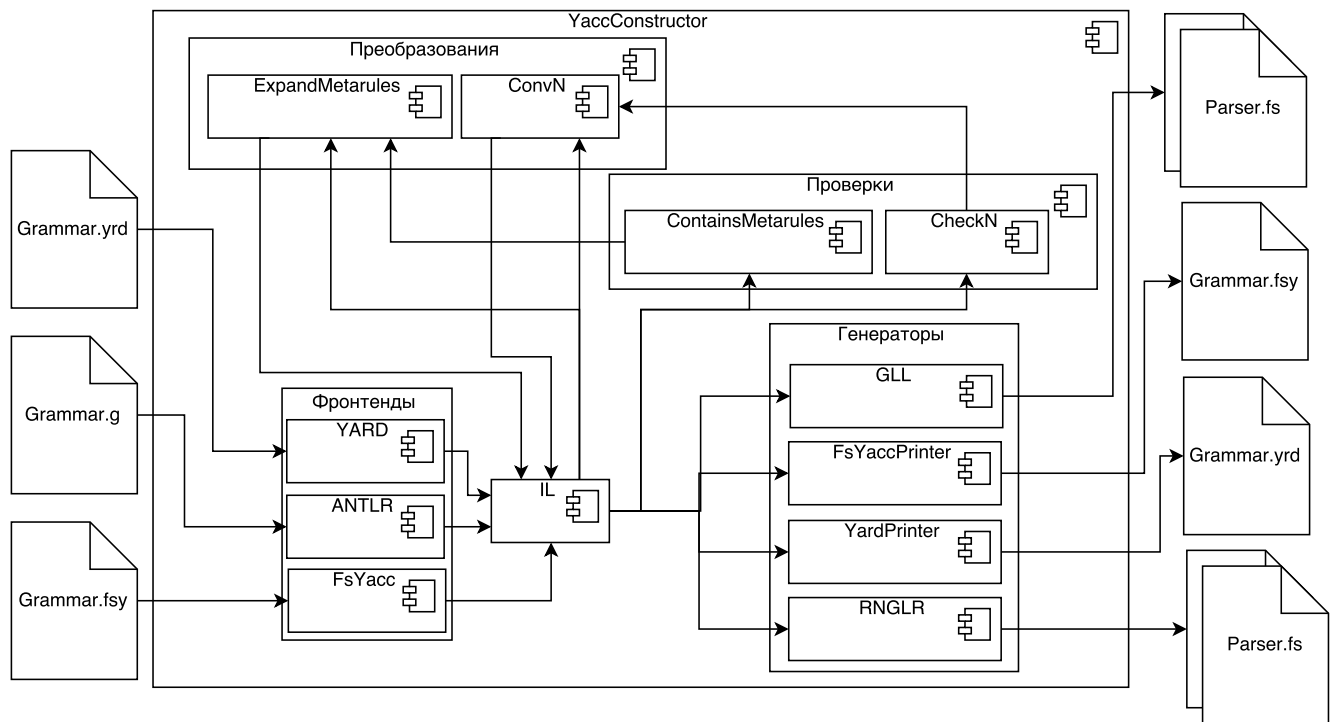 YaccConstructor
Преобразования
ExpandMetarules
ConvN
Parser.fs
Проверки
Grammar.yrd
ContainsMetarules
CheckN
Grammar.fsy
Генераторы
GLL
Фронтенды
Grammar.g
YARD
FsYaccPrinter
Grammar.yrd
IL
ANTLR
YardPrinter
FsYacc
Grammar.fsy
RNGLR
Parser.fs